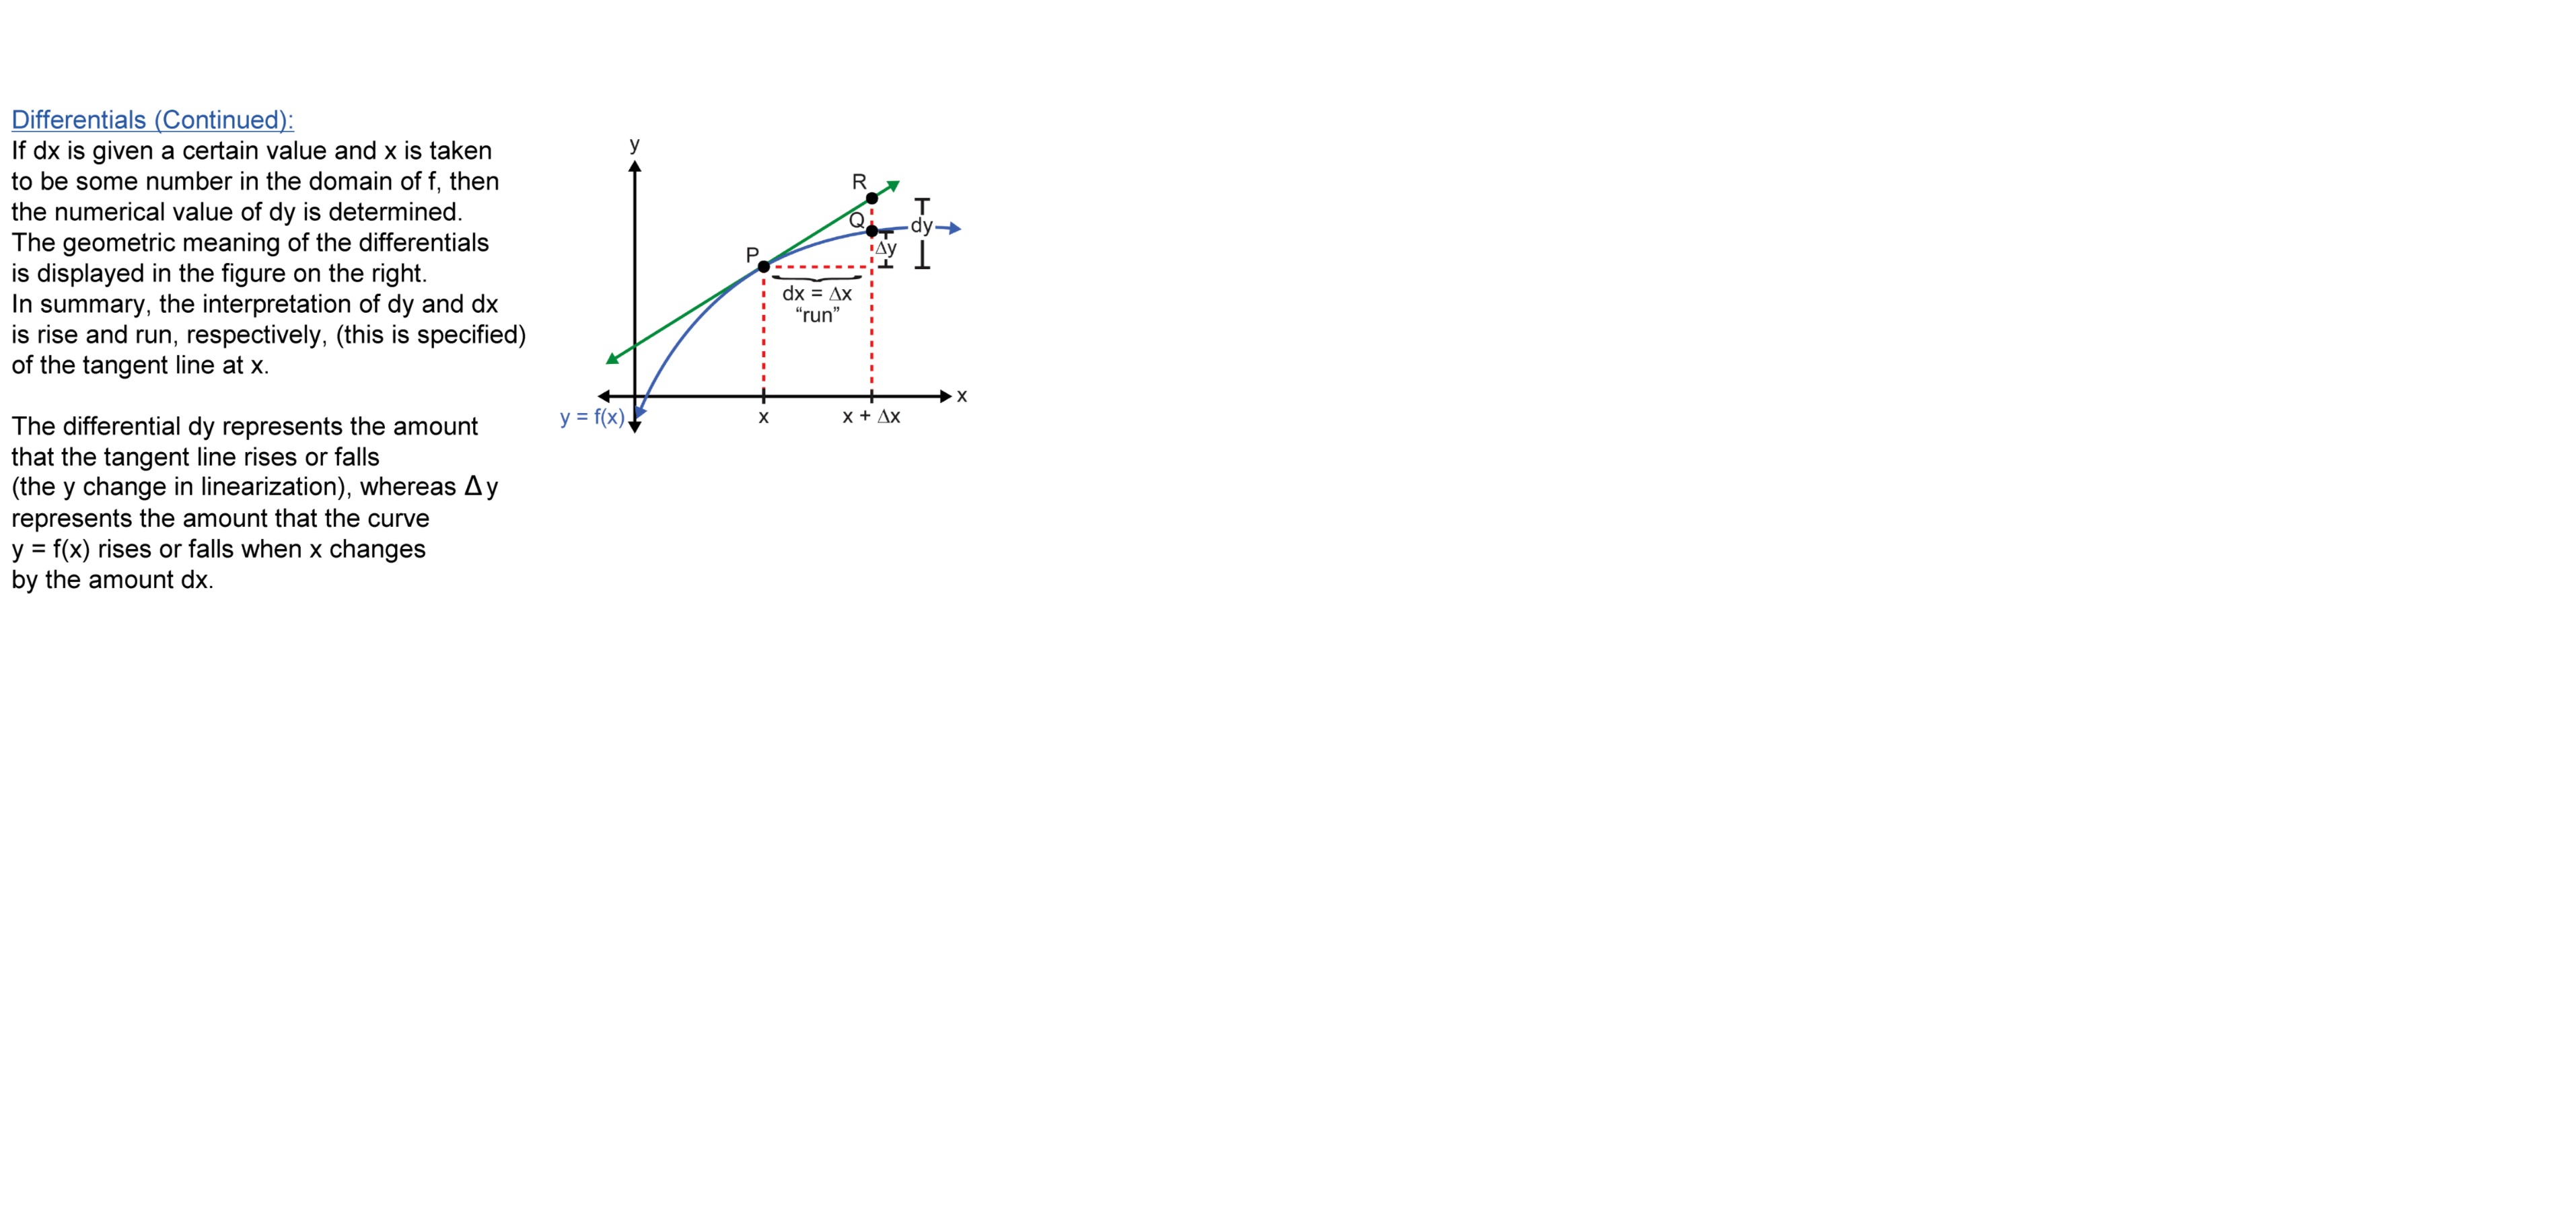 Differentials (Continued):
If dx is given a certain value and x is taken
to be some number in the domain of f, then
the numerical value of dy is determined.
The geometric meaning of the differentials
is displayed in the figure on the right.
In summary, the interpretation of dy and dx
is rise and run, respectively, (this is specified)
of the tangent line at x.
The differential dy represents the amount
that the tangent line rises or falls
(the y change in linearization), whereas Δy
represents the amount that the curve
y = f(x) rises or falls when x changes
by the amount dx.
y
R
Q
dy
P
Δy
dx = Δx
“run”
x
y = f(x)
x
x + Δx